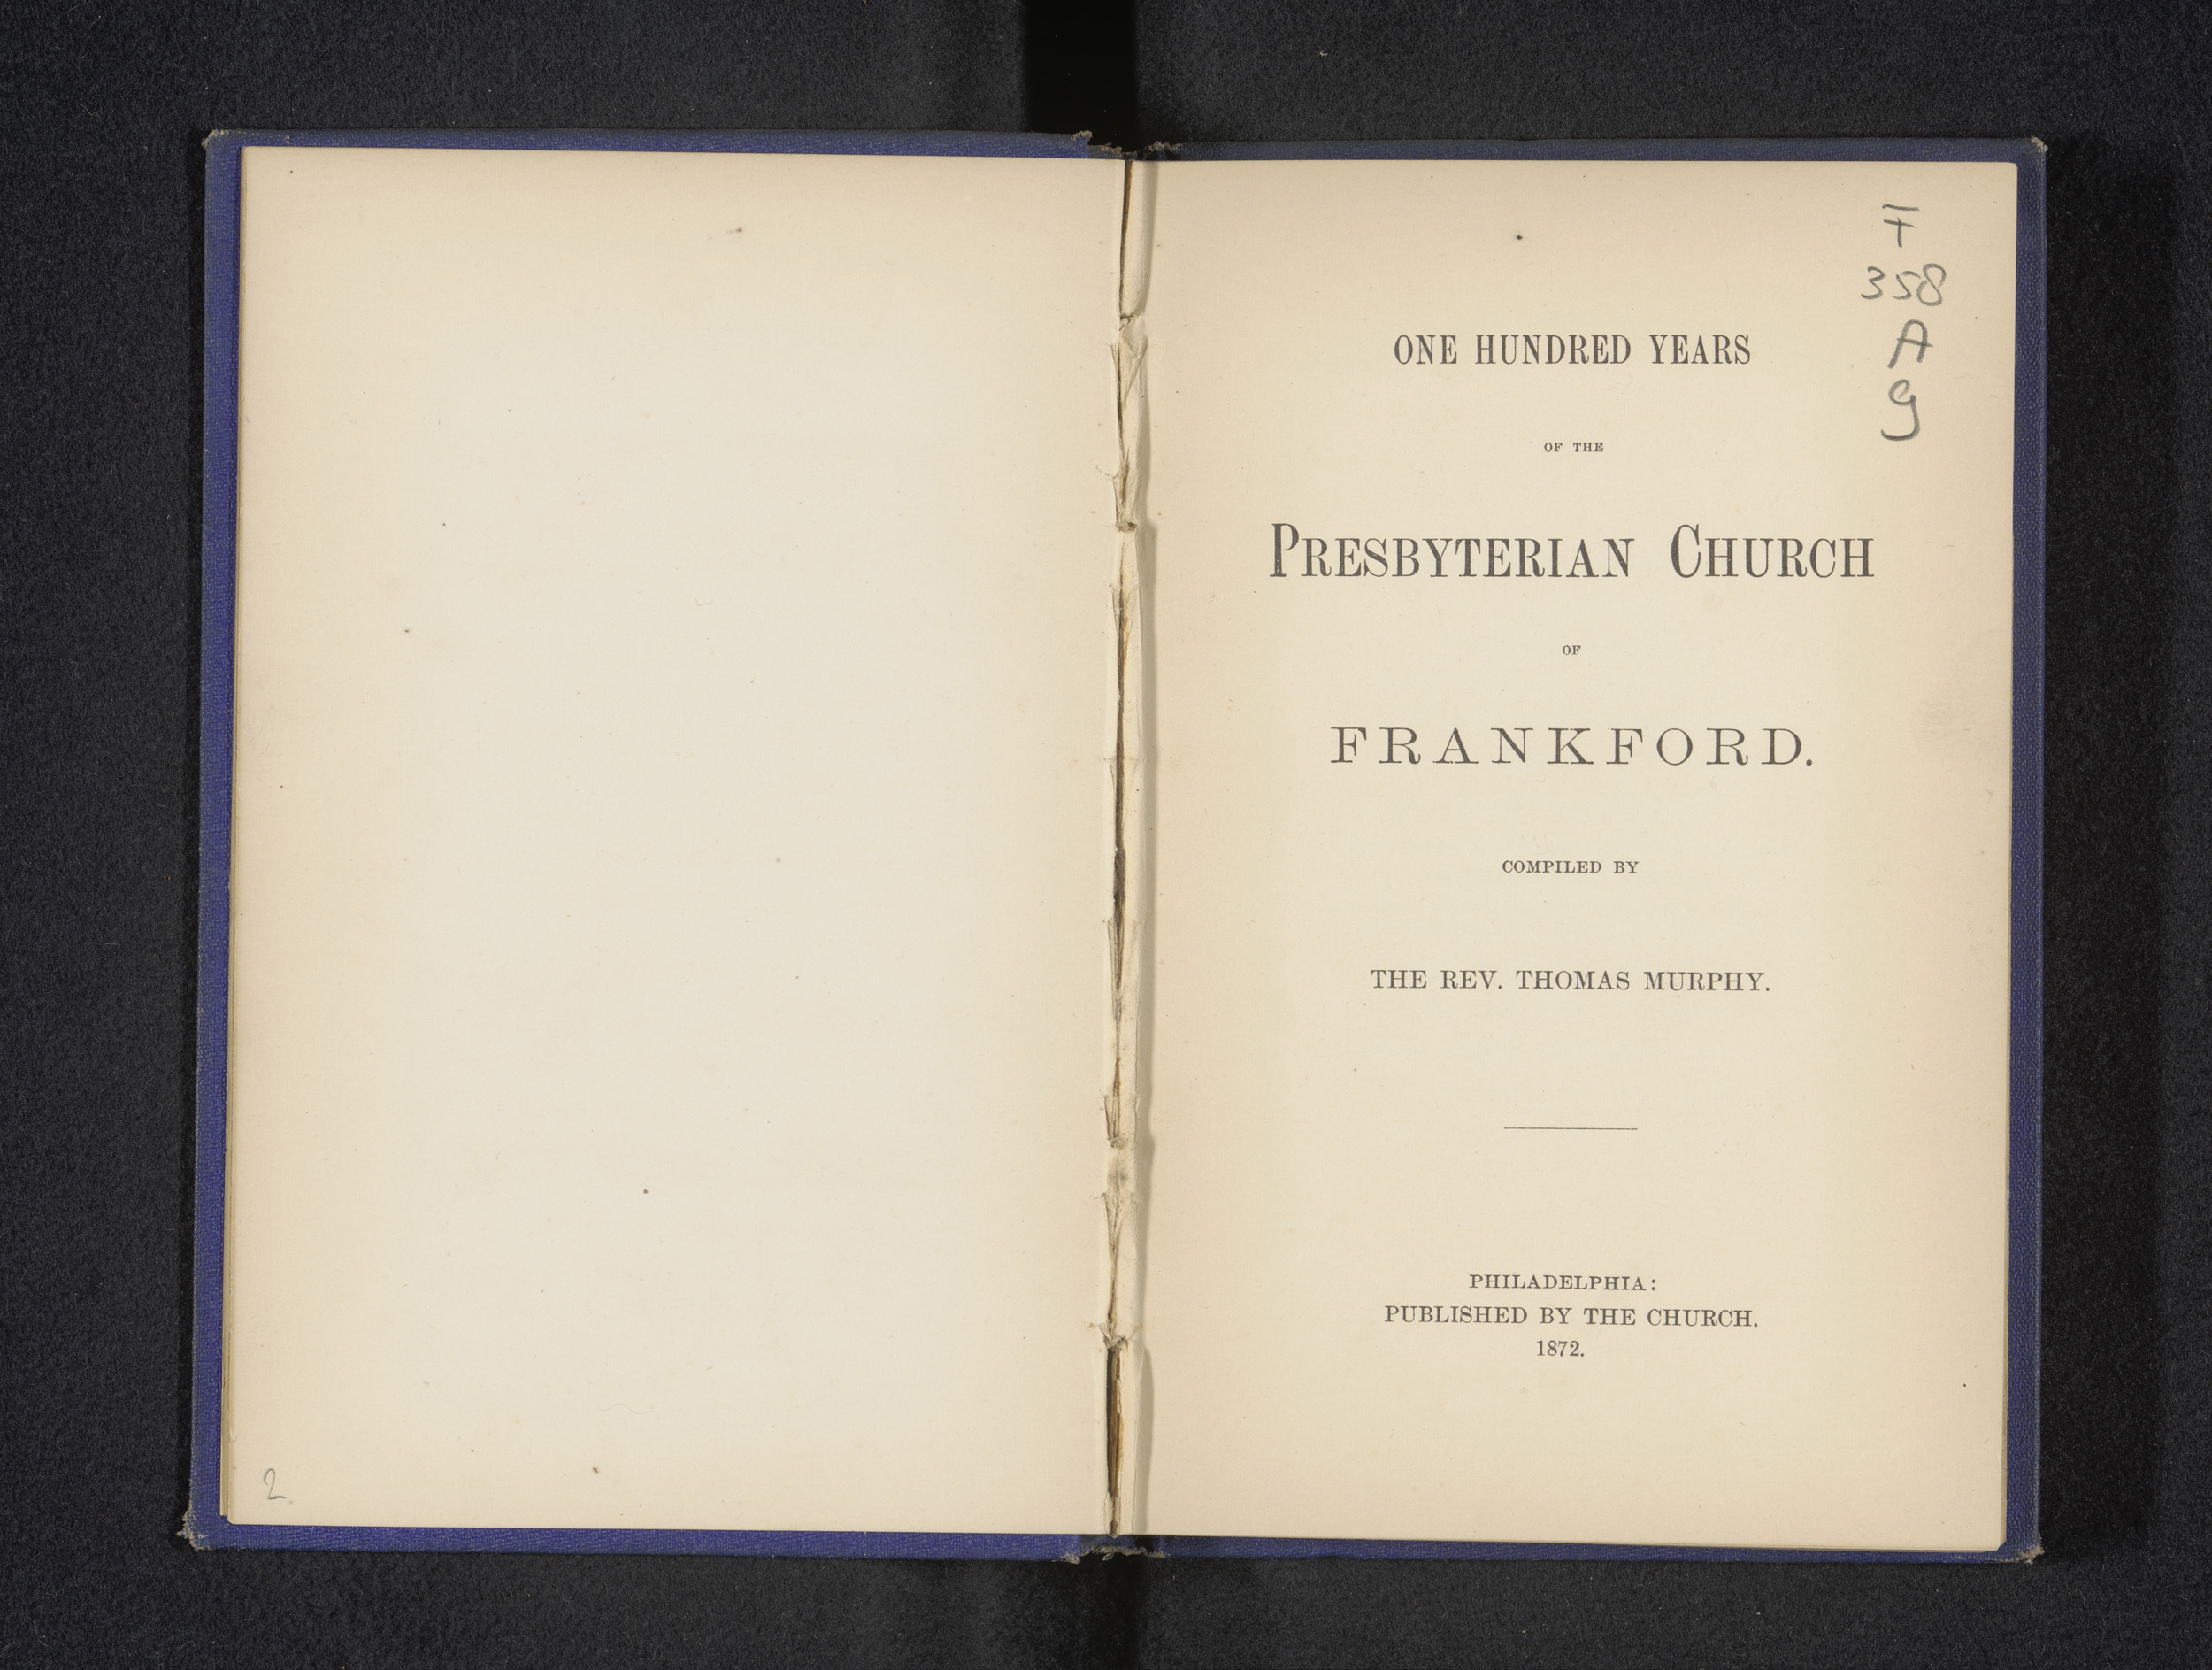 F
358
A
9
ONE HUNDRED YEARS
OF THE
PRESBYTERIAN CHURCH
OF
FRANKFORD.
COMPILED BY
THE REV. THOMAS MURPHY.
PHILADELPHIA:
PUBLISHED BY THE CHURCH.
1872.
2